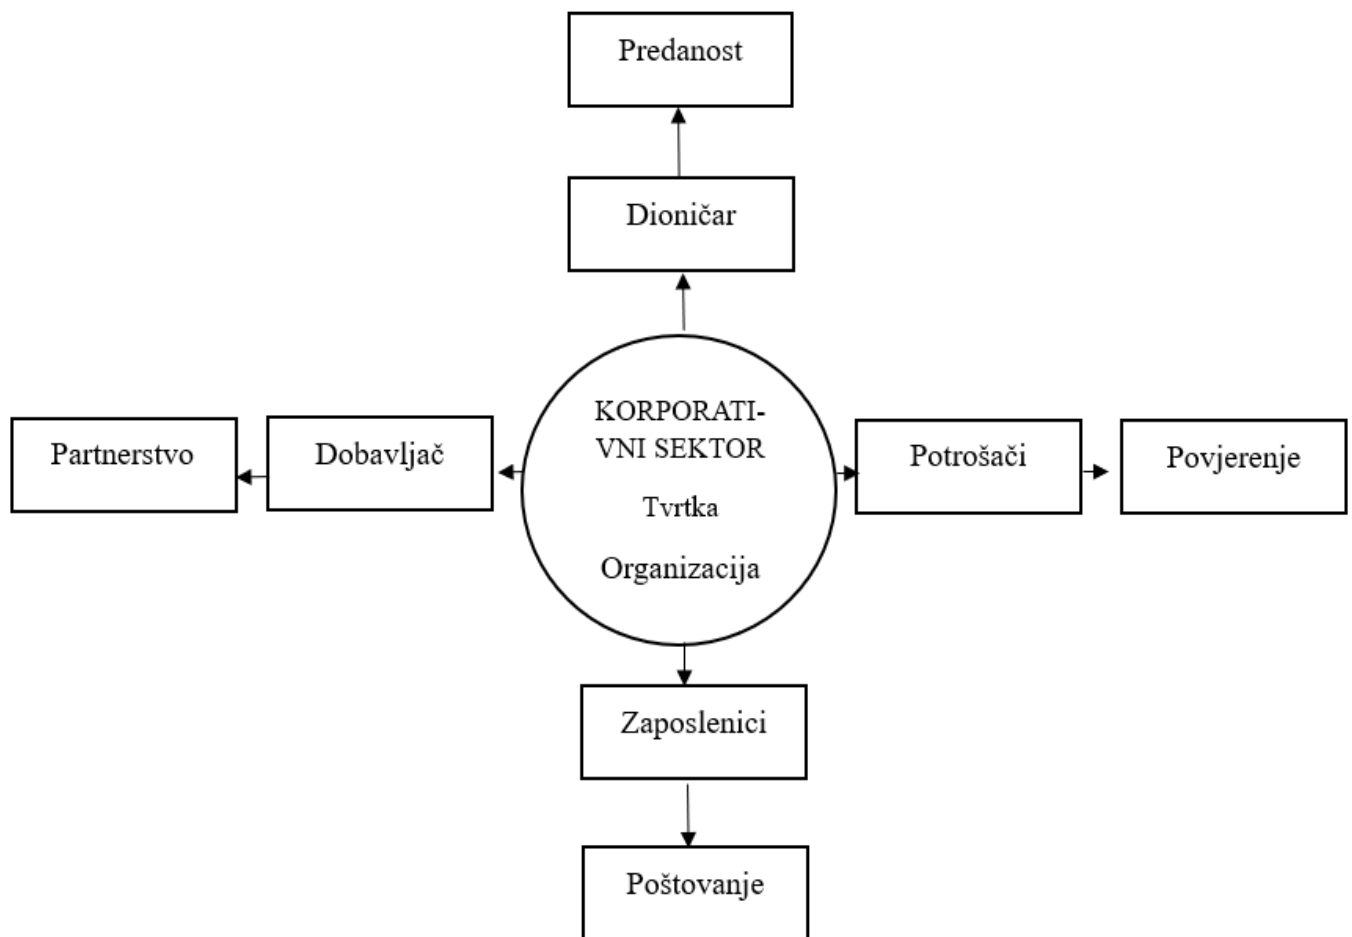 Predanost
Dioničar
KORPORATI-
VNI SEKTOR
Tvrtka
Organizacija
Partnerstvo
Dobavljač
Potrošači
Povjerenje
Zaposlenici
Poštovanje